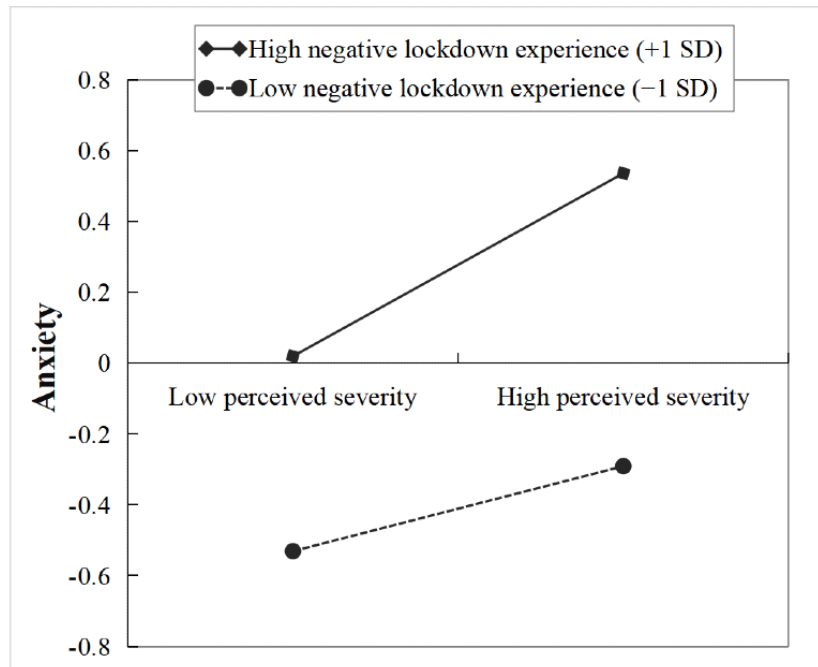 High negative lockdown experience (+1 SD)
Low negative lockdown experience (−1 SD)
0.8
0.6
0.4
0.2
0
-0.2
-0.4
-0.6
-0.8
Anxiety
Low perceived severity
High perceived severity